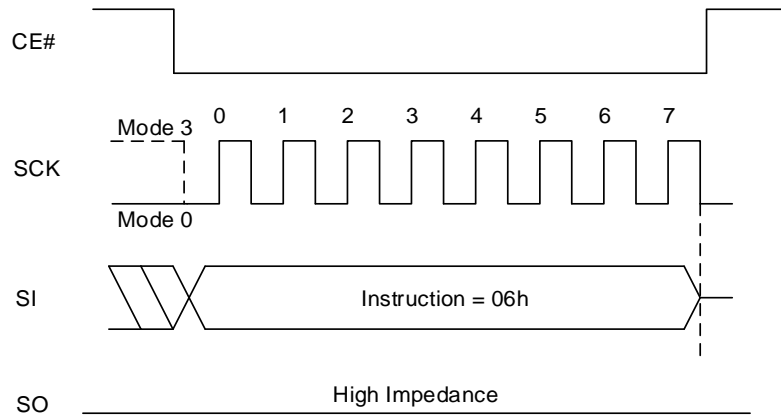 CE#
0 1 2 3 4 5 6 7
Mode 3
SCK
Mode 0
SI
Instruction = 06h
High Impedance
SO